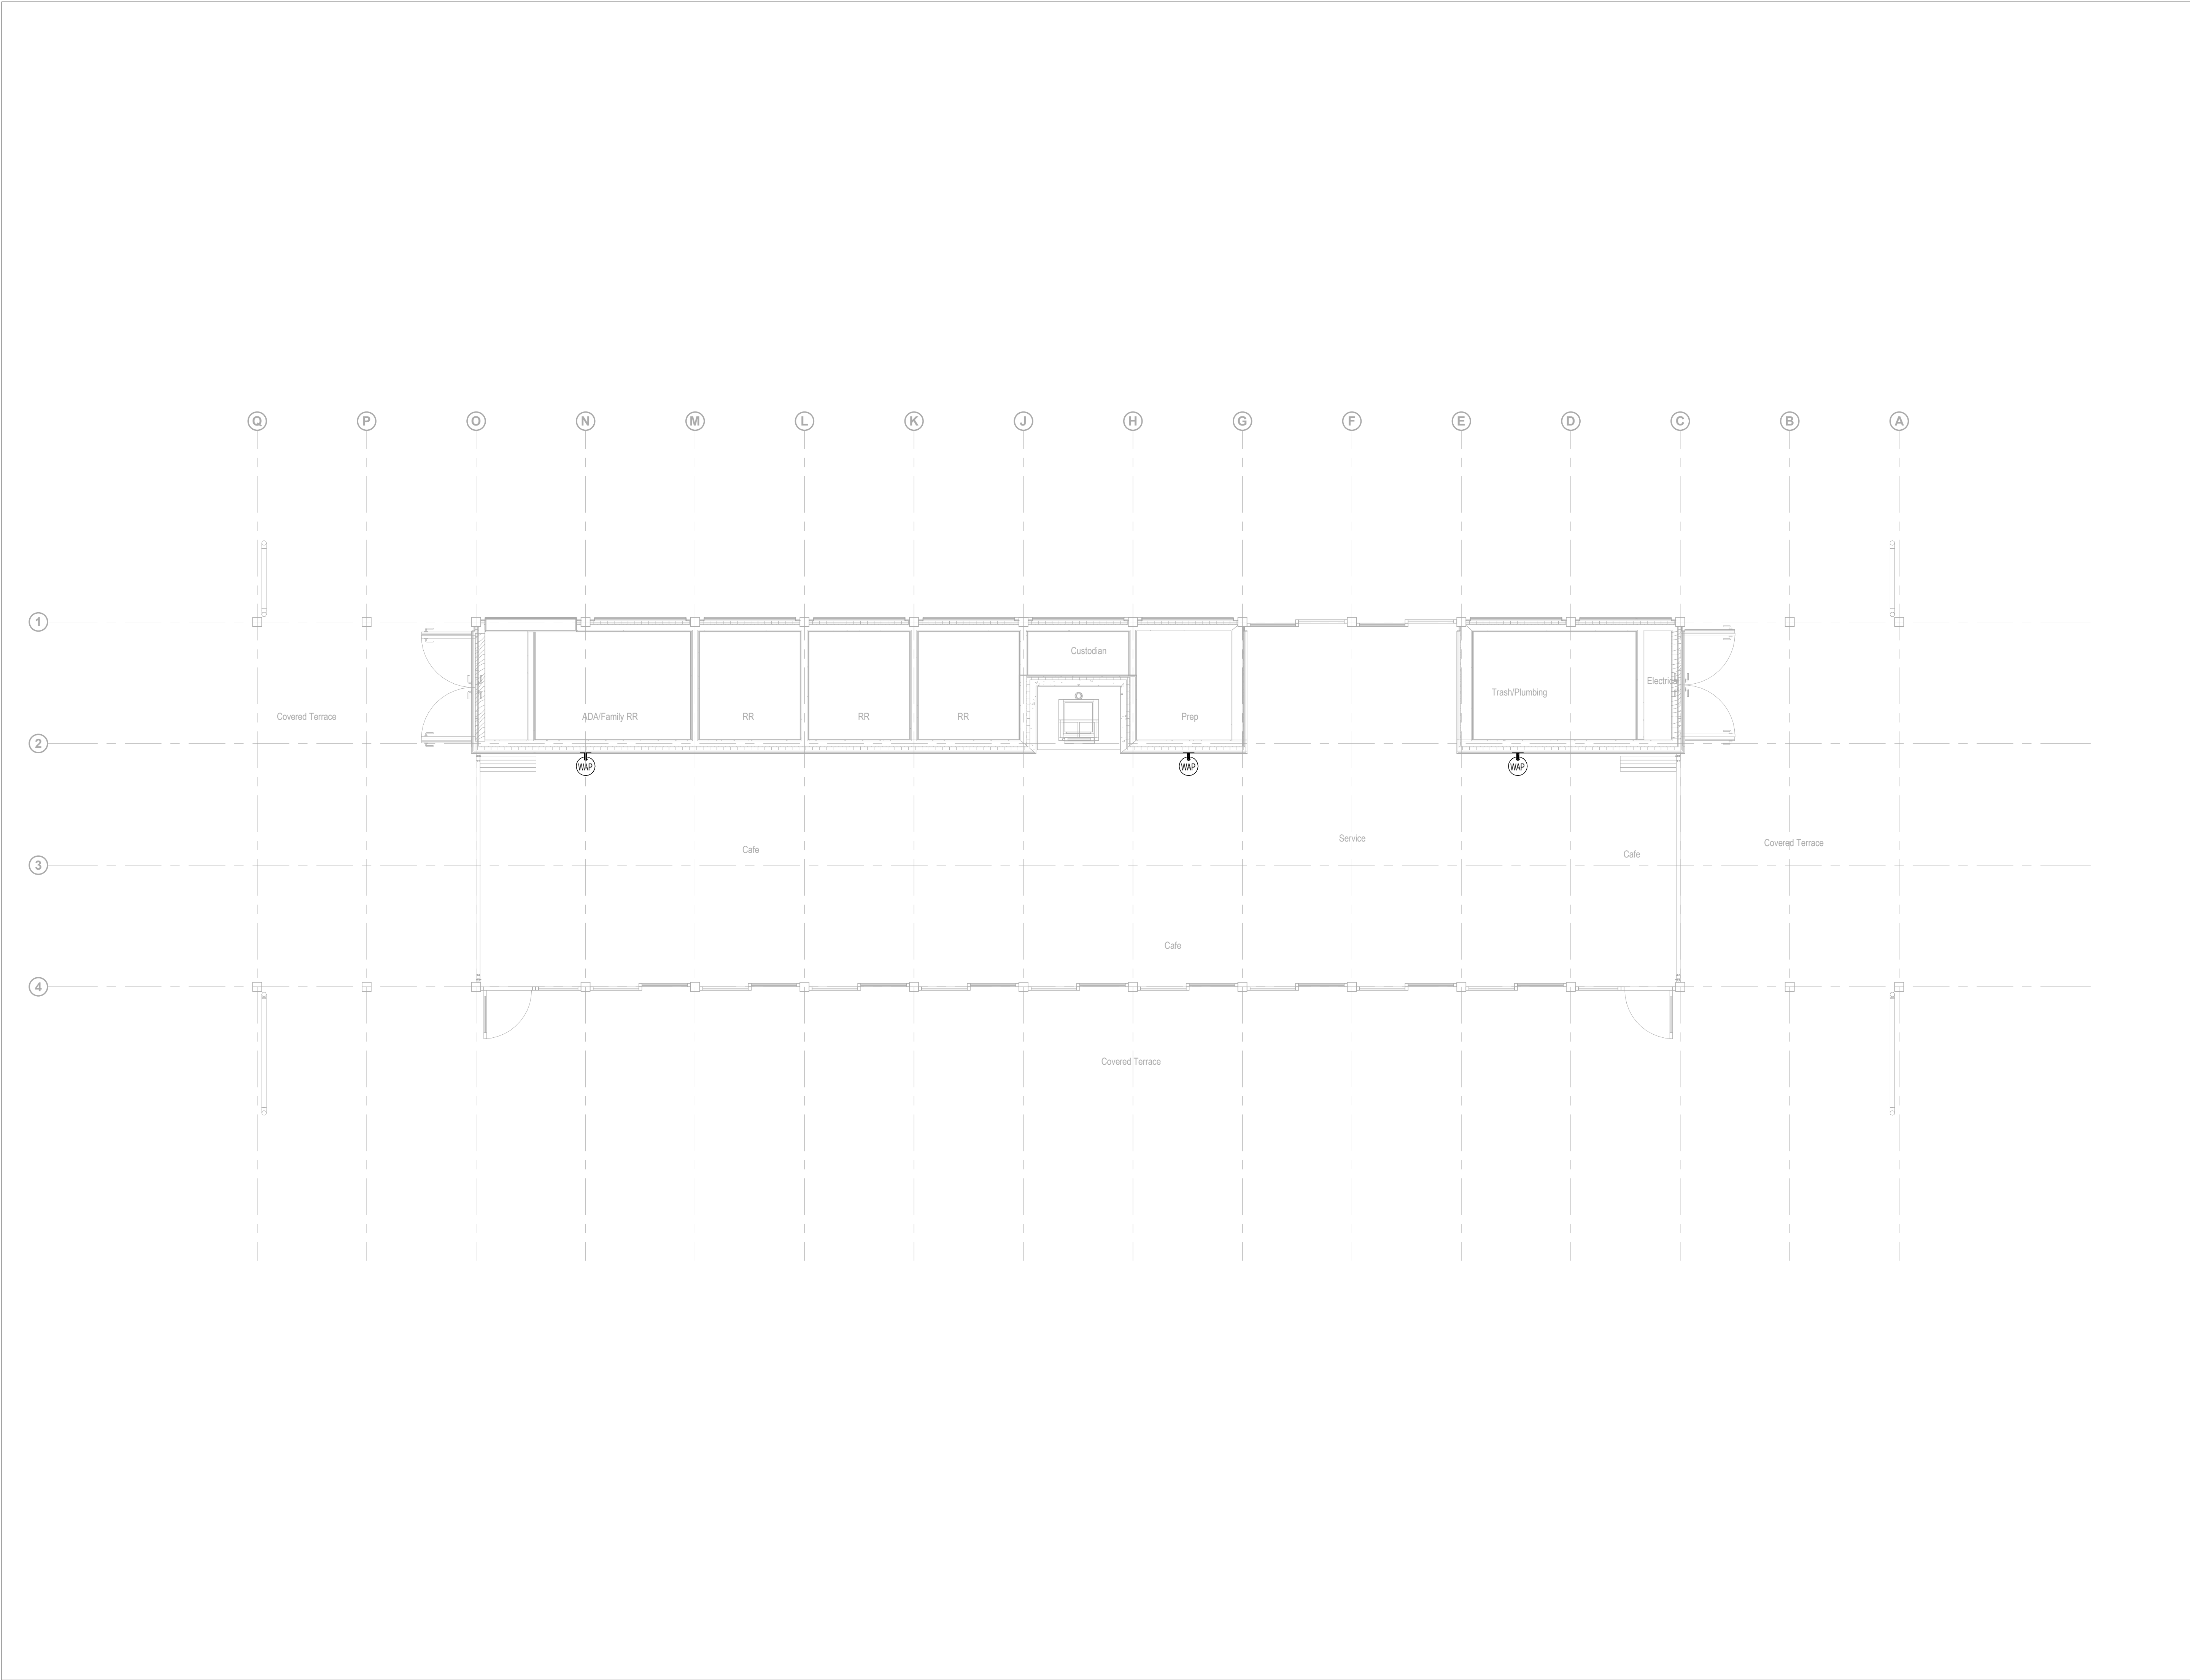 Q P O N M L K J H G F E D C B A
1
Custodian
Electrical
Trash/Plumbing
Covered Terrace
ADA/Family RR
RR
RR
RR
Prep
2
WAP
WAP
WAP
Service
Covered Terrace
Cafe
Cafe
3
Cafe
4
Covered Terrace